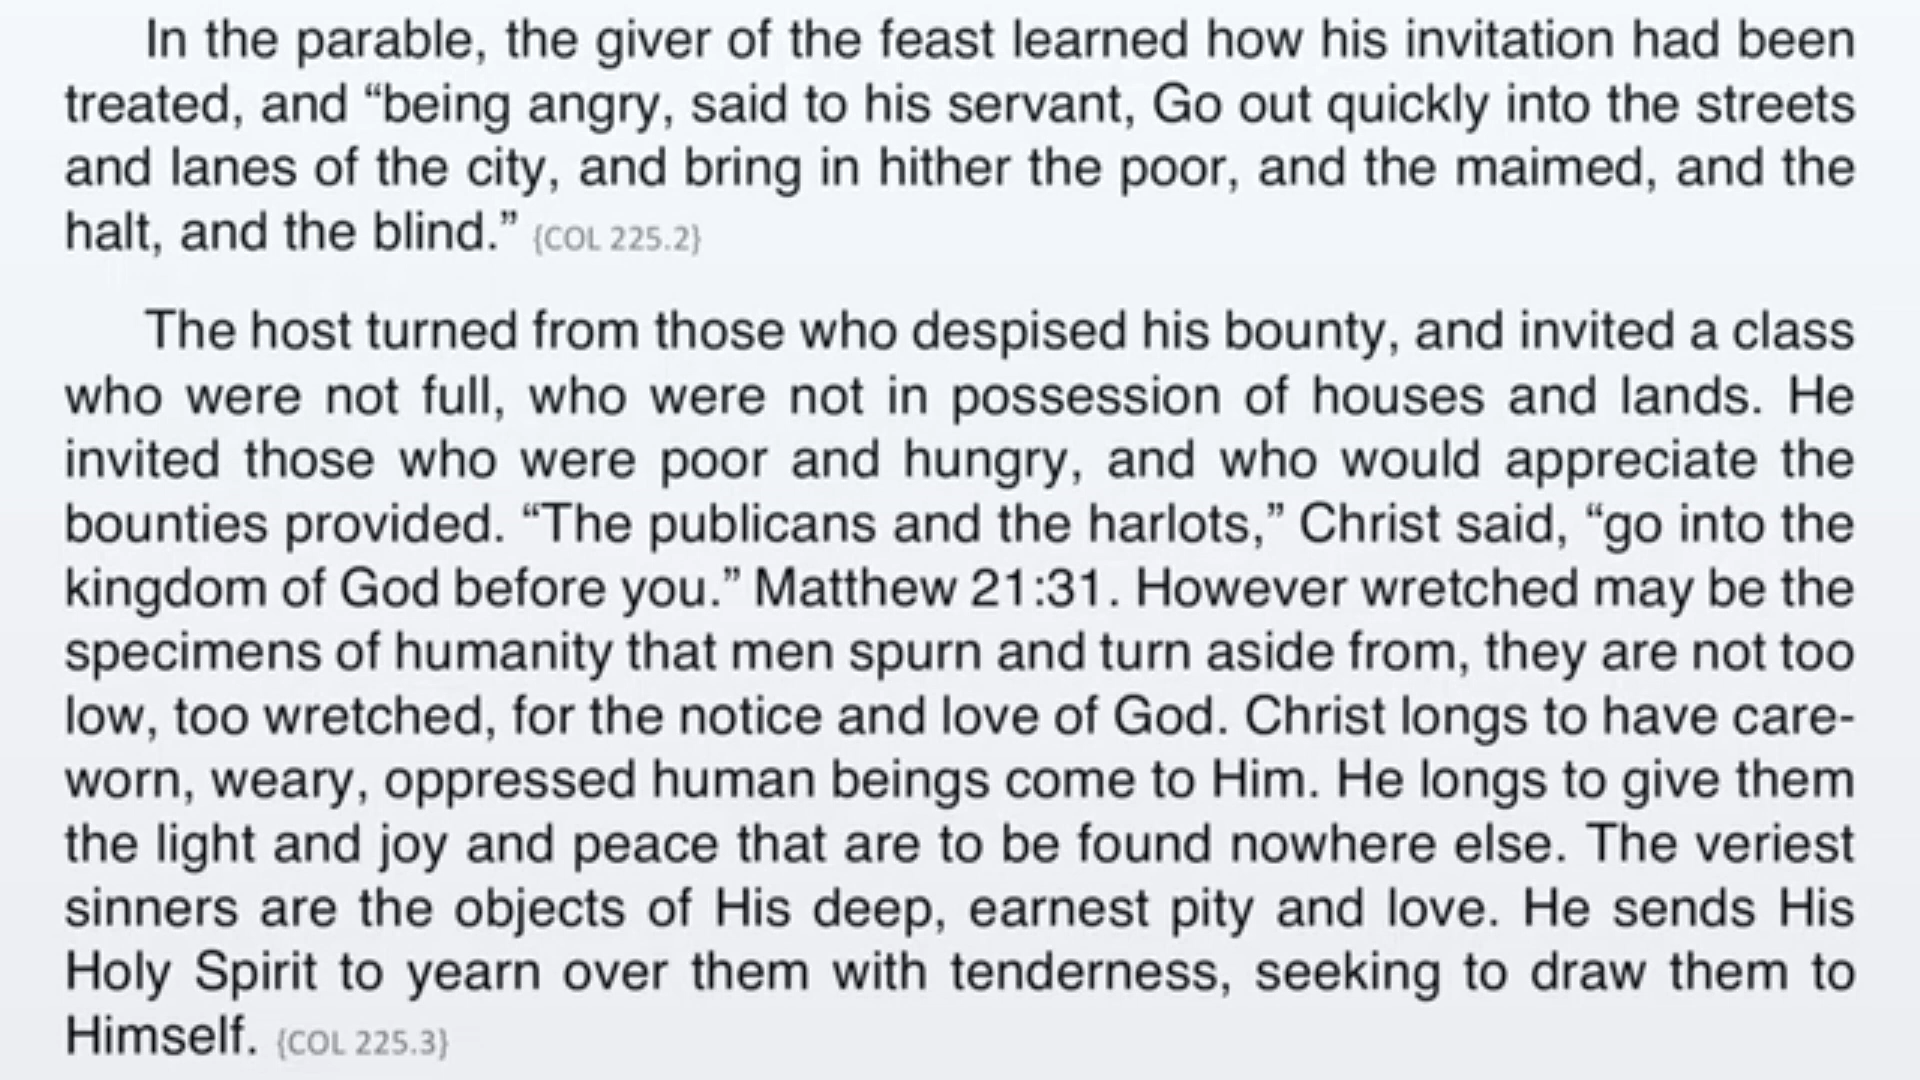 In the parable, the giver of the feast learned how his invitation had been
treated, and “being angry, said to his servant, Go out quickly into the streets
and lanes of the city, and bring in hither the poor, and the maimed, and the
halt, and the blind.” {COL 225.2}
The host turned from those who despised his bounty, and invited a class
who were not full, who were not in possession of houses and lands. He
invited those who were poor and hungry, and who would appreciate the
bounties provided. “The publicans and the harlots,” Christ said, “go into the
kingdom of God before you.” Matthew 21:31. However wretched may be the
specimens of humanity that men spurn and turn aside from, they are not too
low, too wretched, for the notice and love of God. Christ longs to have care-
worn, weary, oppressed human beings come to Him. He longs to give them
the light and joy and peace that are to be found nowhere else. The veriest
sinners are the objects of His deep, earnest pity and love. He sends His
Holy Spirit to yearn over them with tenderness, seeking to draw them to
Himself. {COL 225.3}